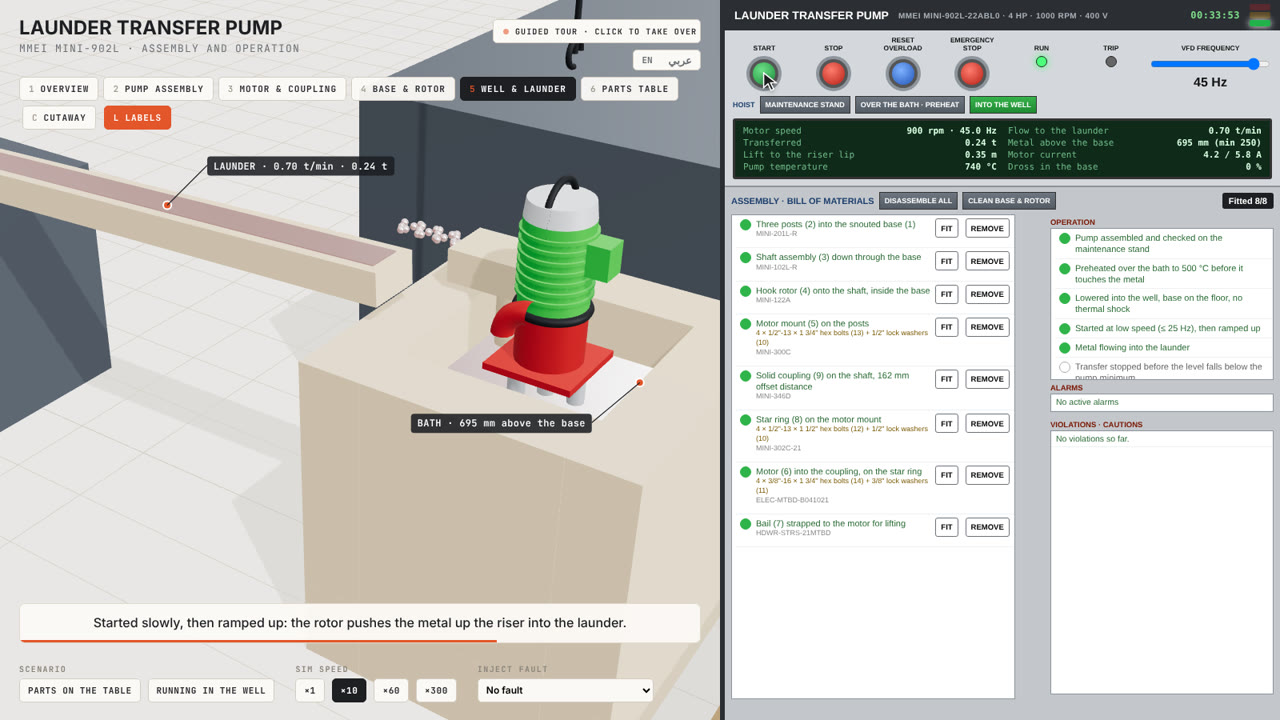 LAUNDER TRANSFER PUMP
MMEI MINI-902L · ASSEMBLY AND OPERATION
GUIDED TOUR · CLICK TO TAKE OVER
EN عربي
1 OVERVIEW
2 PUMP ASSEMBLY
3 MOTOR & COUPLING
4 BASE & ROTOR
5 WELL & LAUNDER
6 PARTS TABLE
C CUTAWAY
L LABELS
LAUNDER · 0.70 t/min · 0.24 t
BATH · 695 mm above the base
Started slowly, then ramped up: the rotor pushes the metal up the riser into the launder.
SCENARIO
PARTS ON THE TABLE
RUNNING IN THE WELL
SIM SPEED
×1
×10
×60
×300
INJECT FAULT
No fault
LAUNDER TRANSFER PUMP MMEI MINI-902L-22ABL0 · 4 HP · 1000 RPM · 400 V
00:33:53
START
STOP
RESET OVERLOAD
EMERGENCY STOP
RUN
TRIP
VFD FREQUENCY
45 Hz
HOIST
MAINTENANCE STAND
OVER THE BATH · PREHEAT
INTO THE WELL
Motor speed 900 rpm · 45.0 Hz
Flow to the launder 0.70 t/min
Transferred 0.24 t
Metal above the base 695 mm (min 250)
Lift to the riser lip 0.35 m
Motor current 4.2 / 5.8 A
Pump temperature 740 °C
Dross in the base 0 %
ASSEMBLY · BILL OF MATERIALS
DISASSEMBLE ALL
CLEAN BASE & ROTOR
Fitted 8/8
Three posts (2) into the snouted base (1)
MINI-201L-R
FIT REMOVE
Shaft assembly (3) down through the base
MINI-102L-R
FIT REMOVE
Hook rotor (4) onto the shaft, inside the base
MINI-122A
FIT REMOVE
Motor mount (5) on the posts
4 × 1/2"-13 × 1 3/4" hex bolts (13) + 1/2" lock washers
(10)
MINI-300C
FIT REMOVE
Solid coupling (9) on the shaft, 162 mm
offset distance
MINI-346D
FIT REMOVE
Star ring (8) on the motor mount
4 × 1/2"-13 × 1 1/4" hex bolts (12) + 1/2" lock washers
(10)
MINI-302C-21
FIT REMOVE
Motor (6) into the coupling, on the star ring
4 × 3/8"-16 × 1 1/4" hex bolts (14) + 3/8" lock washers
(11)
ELEC-MTBD-B041021
FIT REMOVE
Bail (7) strapped to the motor for lifting
HDWR-STRS-21MTBD
FIT REMOVE
OPERATION
Pump assembled and checked on the
maintenance stand
Preheated over the bath to 500 °C before it
touches the metal
Lowered into the well, base on the floor, no
thermal shock
Started at low speed (≤ 25 Hz), then ramped up
Metal flowing into the launder
Transfer stopped before the level falls below the
pump minimum
ALARMS
No active alarms
VIOLATIONS · CAUTIONS
No violations so far.